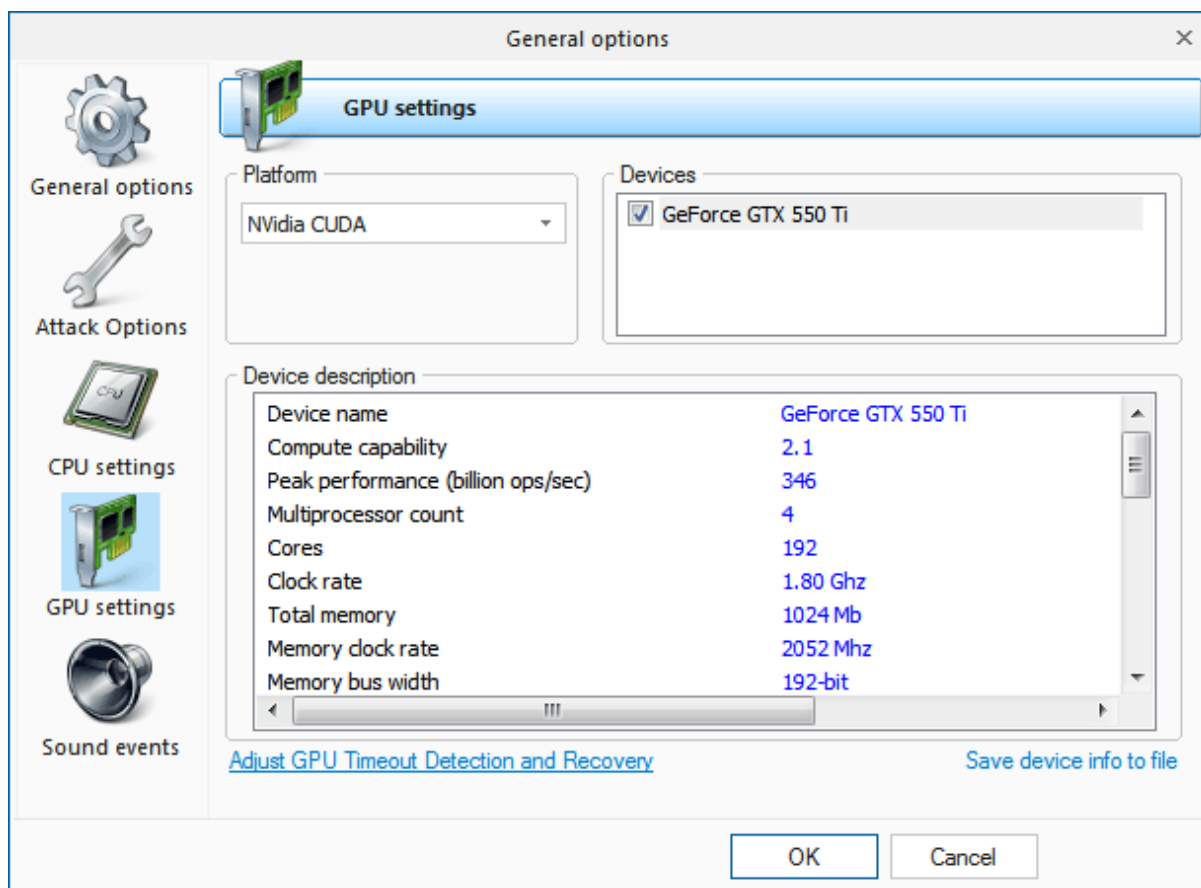 General options
General options
Attack Options
CPU
CPU settings
GPU settings
Sound events
GPU settings
Platform
NVidia CUDA
Devices
GeForce GTX 550 Ti
Device description
Device name GeForce GTX 550 Ti
Compute capability 2.1
Peak performance (billion ops/sec) 346
Multiprocessor count 4
Cores 192
Clock rate 1.80 Ghz
Total memory 1024 Mb
Memory clock rate 2052 Mhz
Memory bus width 192-bit
Adjust GPU Timeout Detection and Recovery Save device info to file
OK Cancel